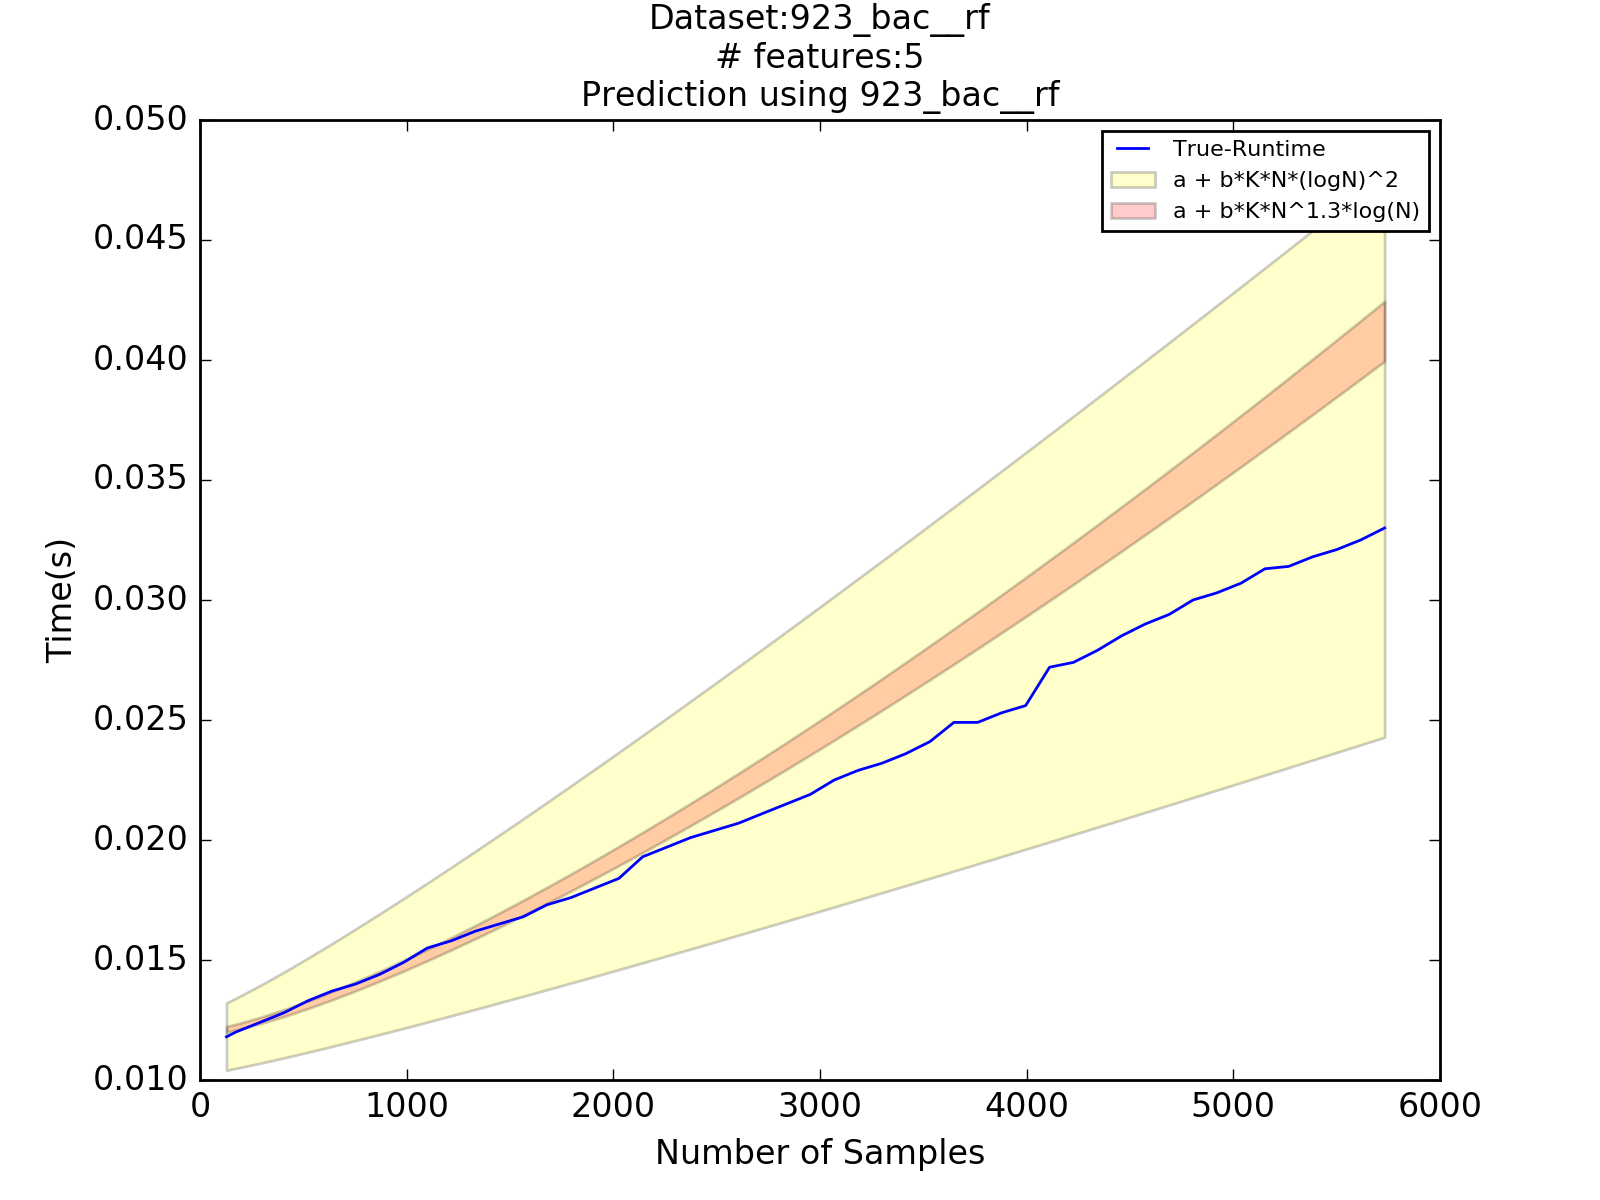 Dataset:923_bac__rf
# features:5
Prediction using 923_bac__rf
0.050
0.045
0.040
0.035
0.030
0.025
0.020
0.015
0.010
Time(s)
True-Runtime
a + b*K*N*(logN)^2
a + b*K*N^1.3*log(N)
0 1000 2000 3000 4000 5000 6000
Number of Samples